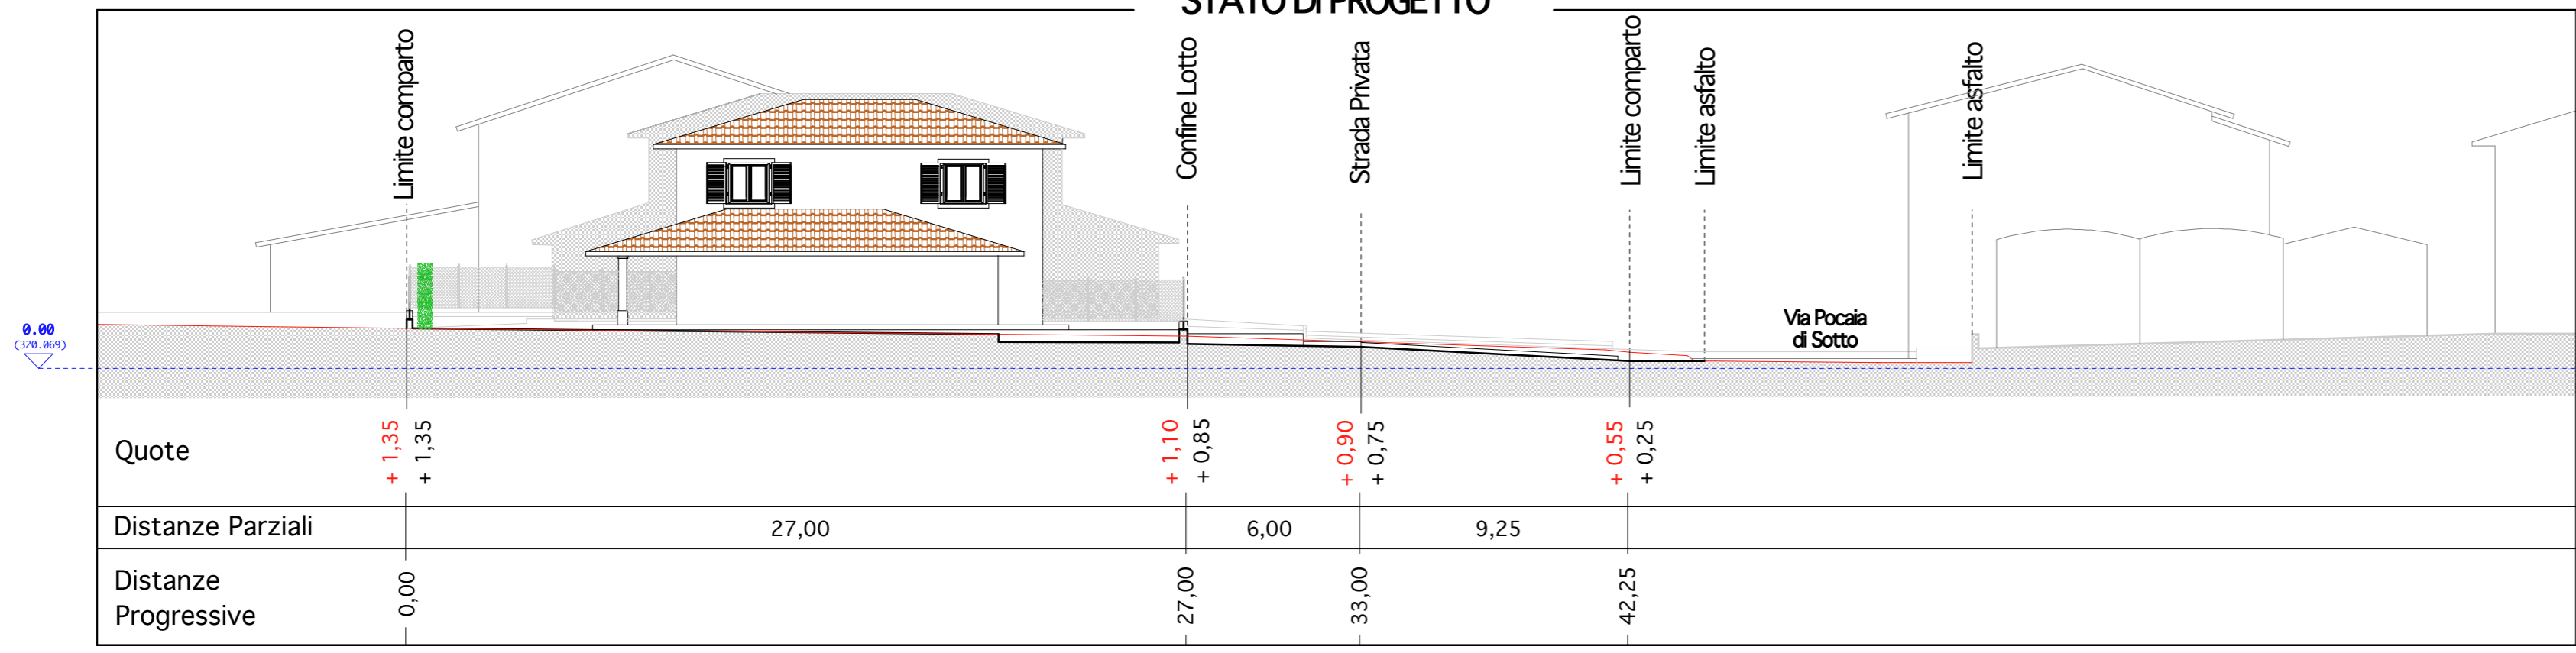 STATO DI PROGETTO
Limite comparto
Confine Lotto
Strada Privata
Limite comparto
Limite asfalto
Limite asfalto
Via Pocaia
di Sotto
0.00
(320.069)
Quote
+ 1,35
+ 1,35
+ 1,10
+ 0,85
+ 0,90
+ 0,75
+ 0,55
+ 0,25
Distanze Parziali
27,00
6,00
9,25
Distanze
Progressive
0,00
27,00
33,00
42,25